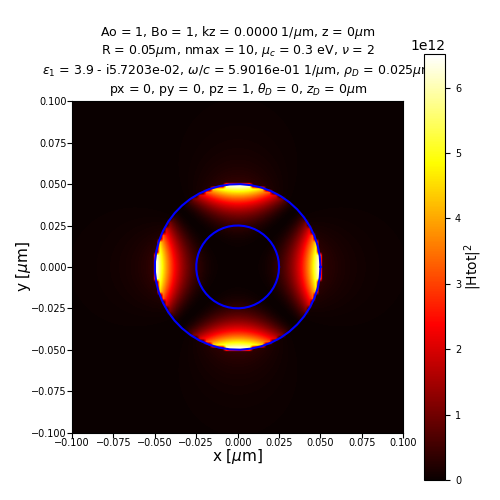 Ao = 1, Bo = 1, kz = 0.0000 1/μm, z = 0μm
R = 0.05μm, nmax = 10, μc = 0.3 eV, ν = 2
ε1 = 3.9 - i5.7203e-02, ω/c = 5.9016e-01 1/μm, ρD = 0.025μm
px = 0, py = 0, pz = 1, θD = 0, zD = 0μm
1e12
0.100
0.075
0.050
0.025
0.000
−0.025
−0.050
−0.075
−0.100
y [μm]
−0.100 −0.075 −0.050 −0.025 0.000 0.025 0.050 0.075 0.100
x [μm]
6
5
4
3
2
1
0
|Htot|²